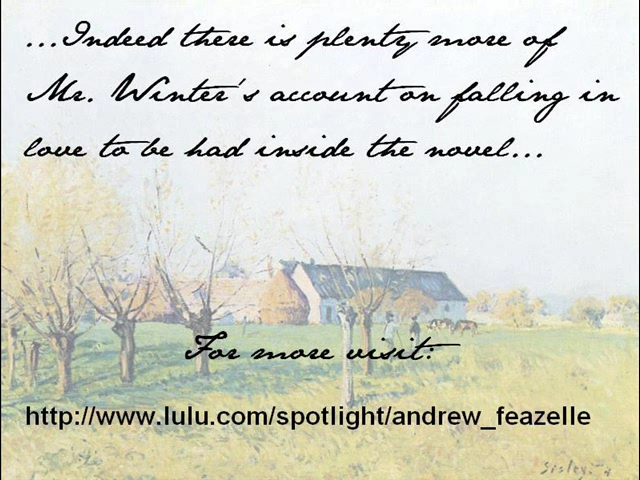 ...Indeed there is plenty more of
Mr. Winter's account on falling in
love to be had inside the novel...
For more visit:
http://www.lulu.com/spotlight/andrew_feazelle
Sisley.